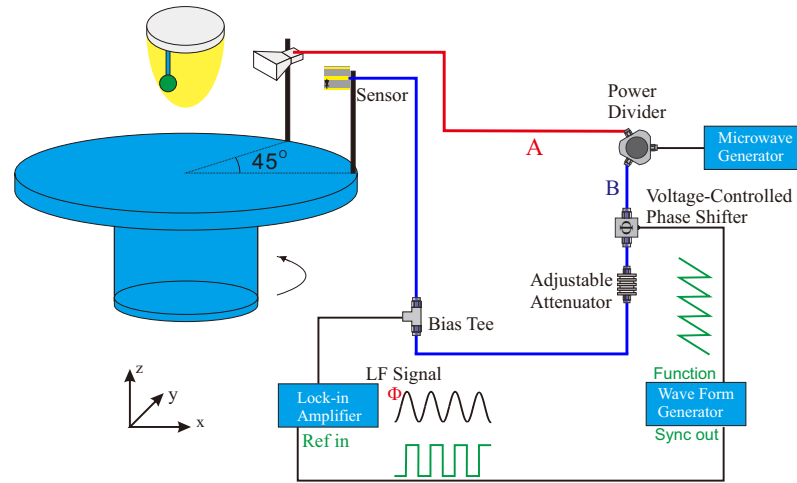 Sensor
45°
A
B
Power
Divider
Microwave
Generator
Voltage-Controlled
Phase Shifter
Φ
Adjustable
Attenuator
Bias Tee
z
y
x
LF Signal
Φ
Lock-in
Amplifier
Ref in
Function
Wave Form
Generator
Sync out